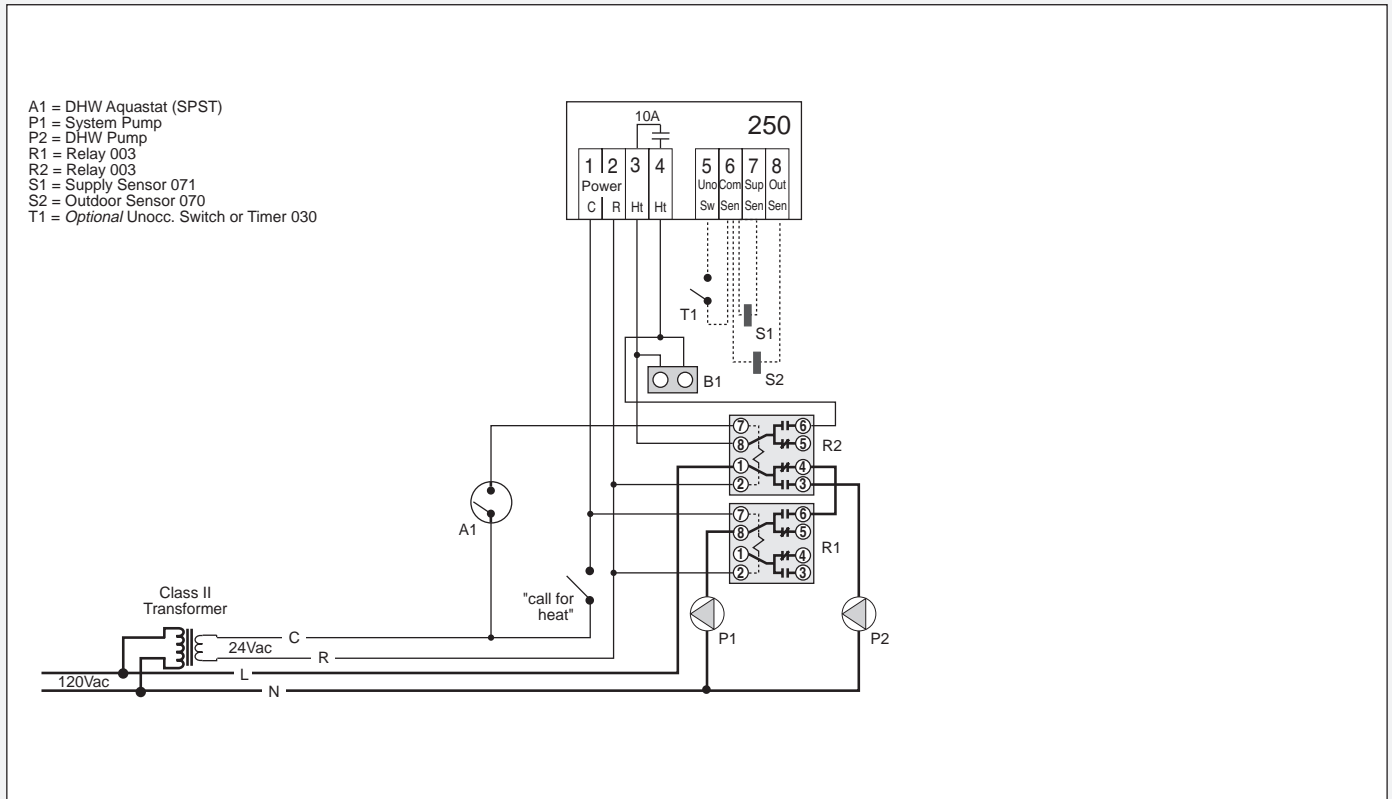 A1 = DHW Aquastat (SPST)
P1 = System Pump
P2 = DHW Pump
R1 = Relay 003
R2 = Relay 003
S1 = Supply Sensor 071
S2 = Outdoor Sensor 070
T1 = Optional Unocc. Switch or Timer 030
10A
250
1 2 3 4 5 6 7 8
Power Uno Com Sup Out
C R Ht Ht Sw Sen Sen Sen
T1
S1
S2
B1
7 6
8 5
R2
1 4
2 3
A1
7 6
8 5
R1
1 4
2 3
"call for
heat"
P1
P2
Class II
Transformer
C
24Vac
R
L
120Vac
N